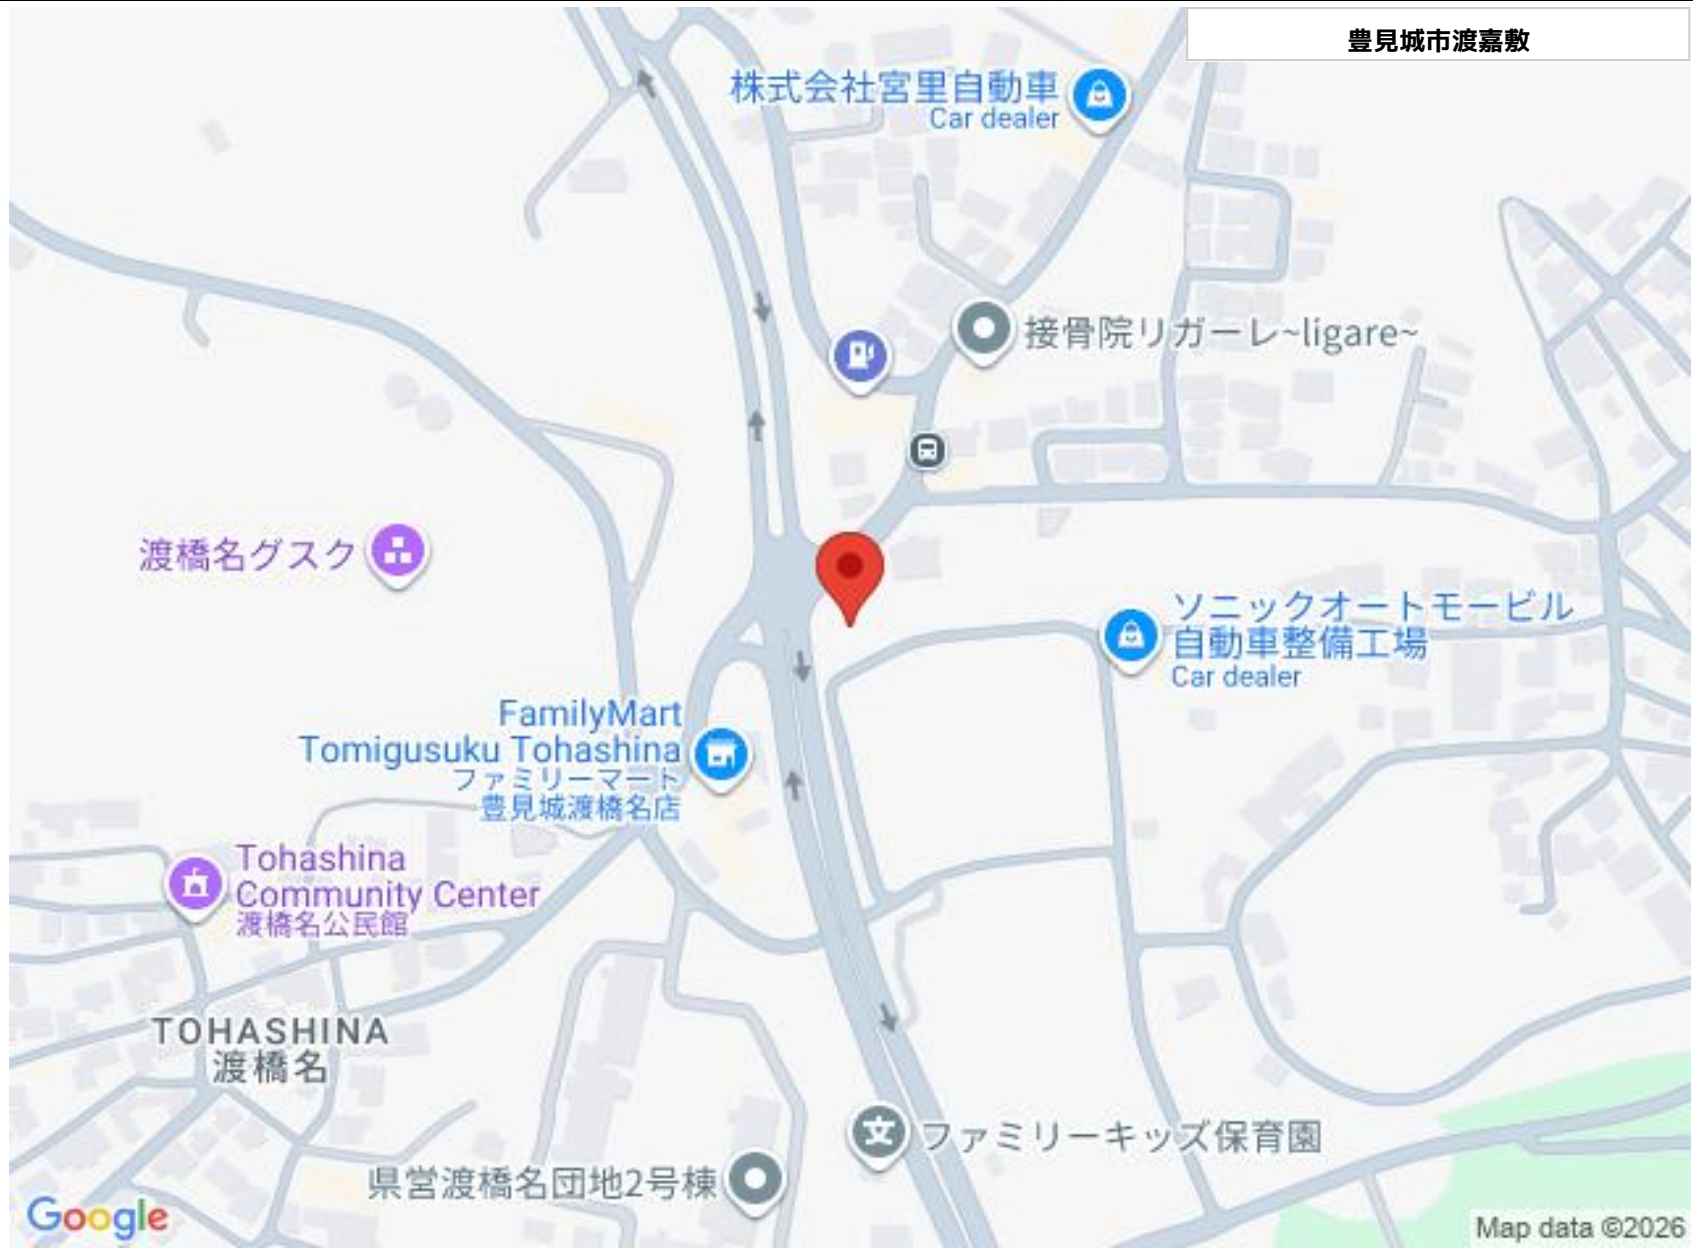 豊見城市渡嘉敷
株式会社宮里自動車
Car dealer
接骨院リガーレ~ligare~
渡橋名グスク
ソニックオートモービル
自動車整備工場
Car dealer
FamilyMart
Tomigusuku Tohashina
ファミリーマート
豊見城渡橋名店
Tohashina
Community Center
渡橋名公民館
TOHASHINA
渡橋名
文
ファミリーキッズ保育園
県営渡橋名団地2号棟
Google
Map data ©2026